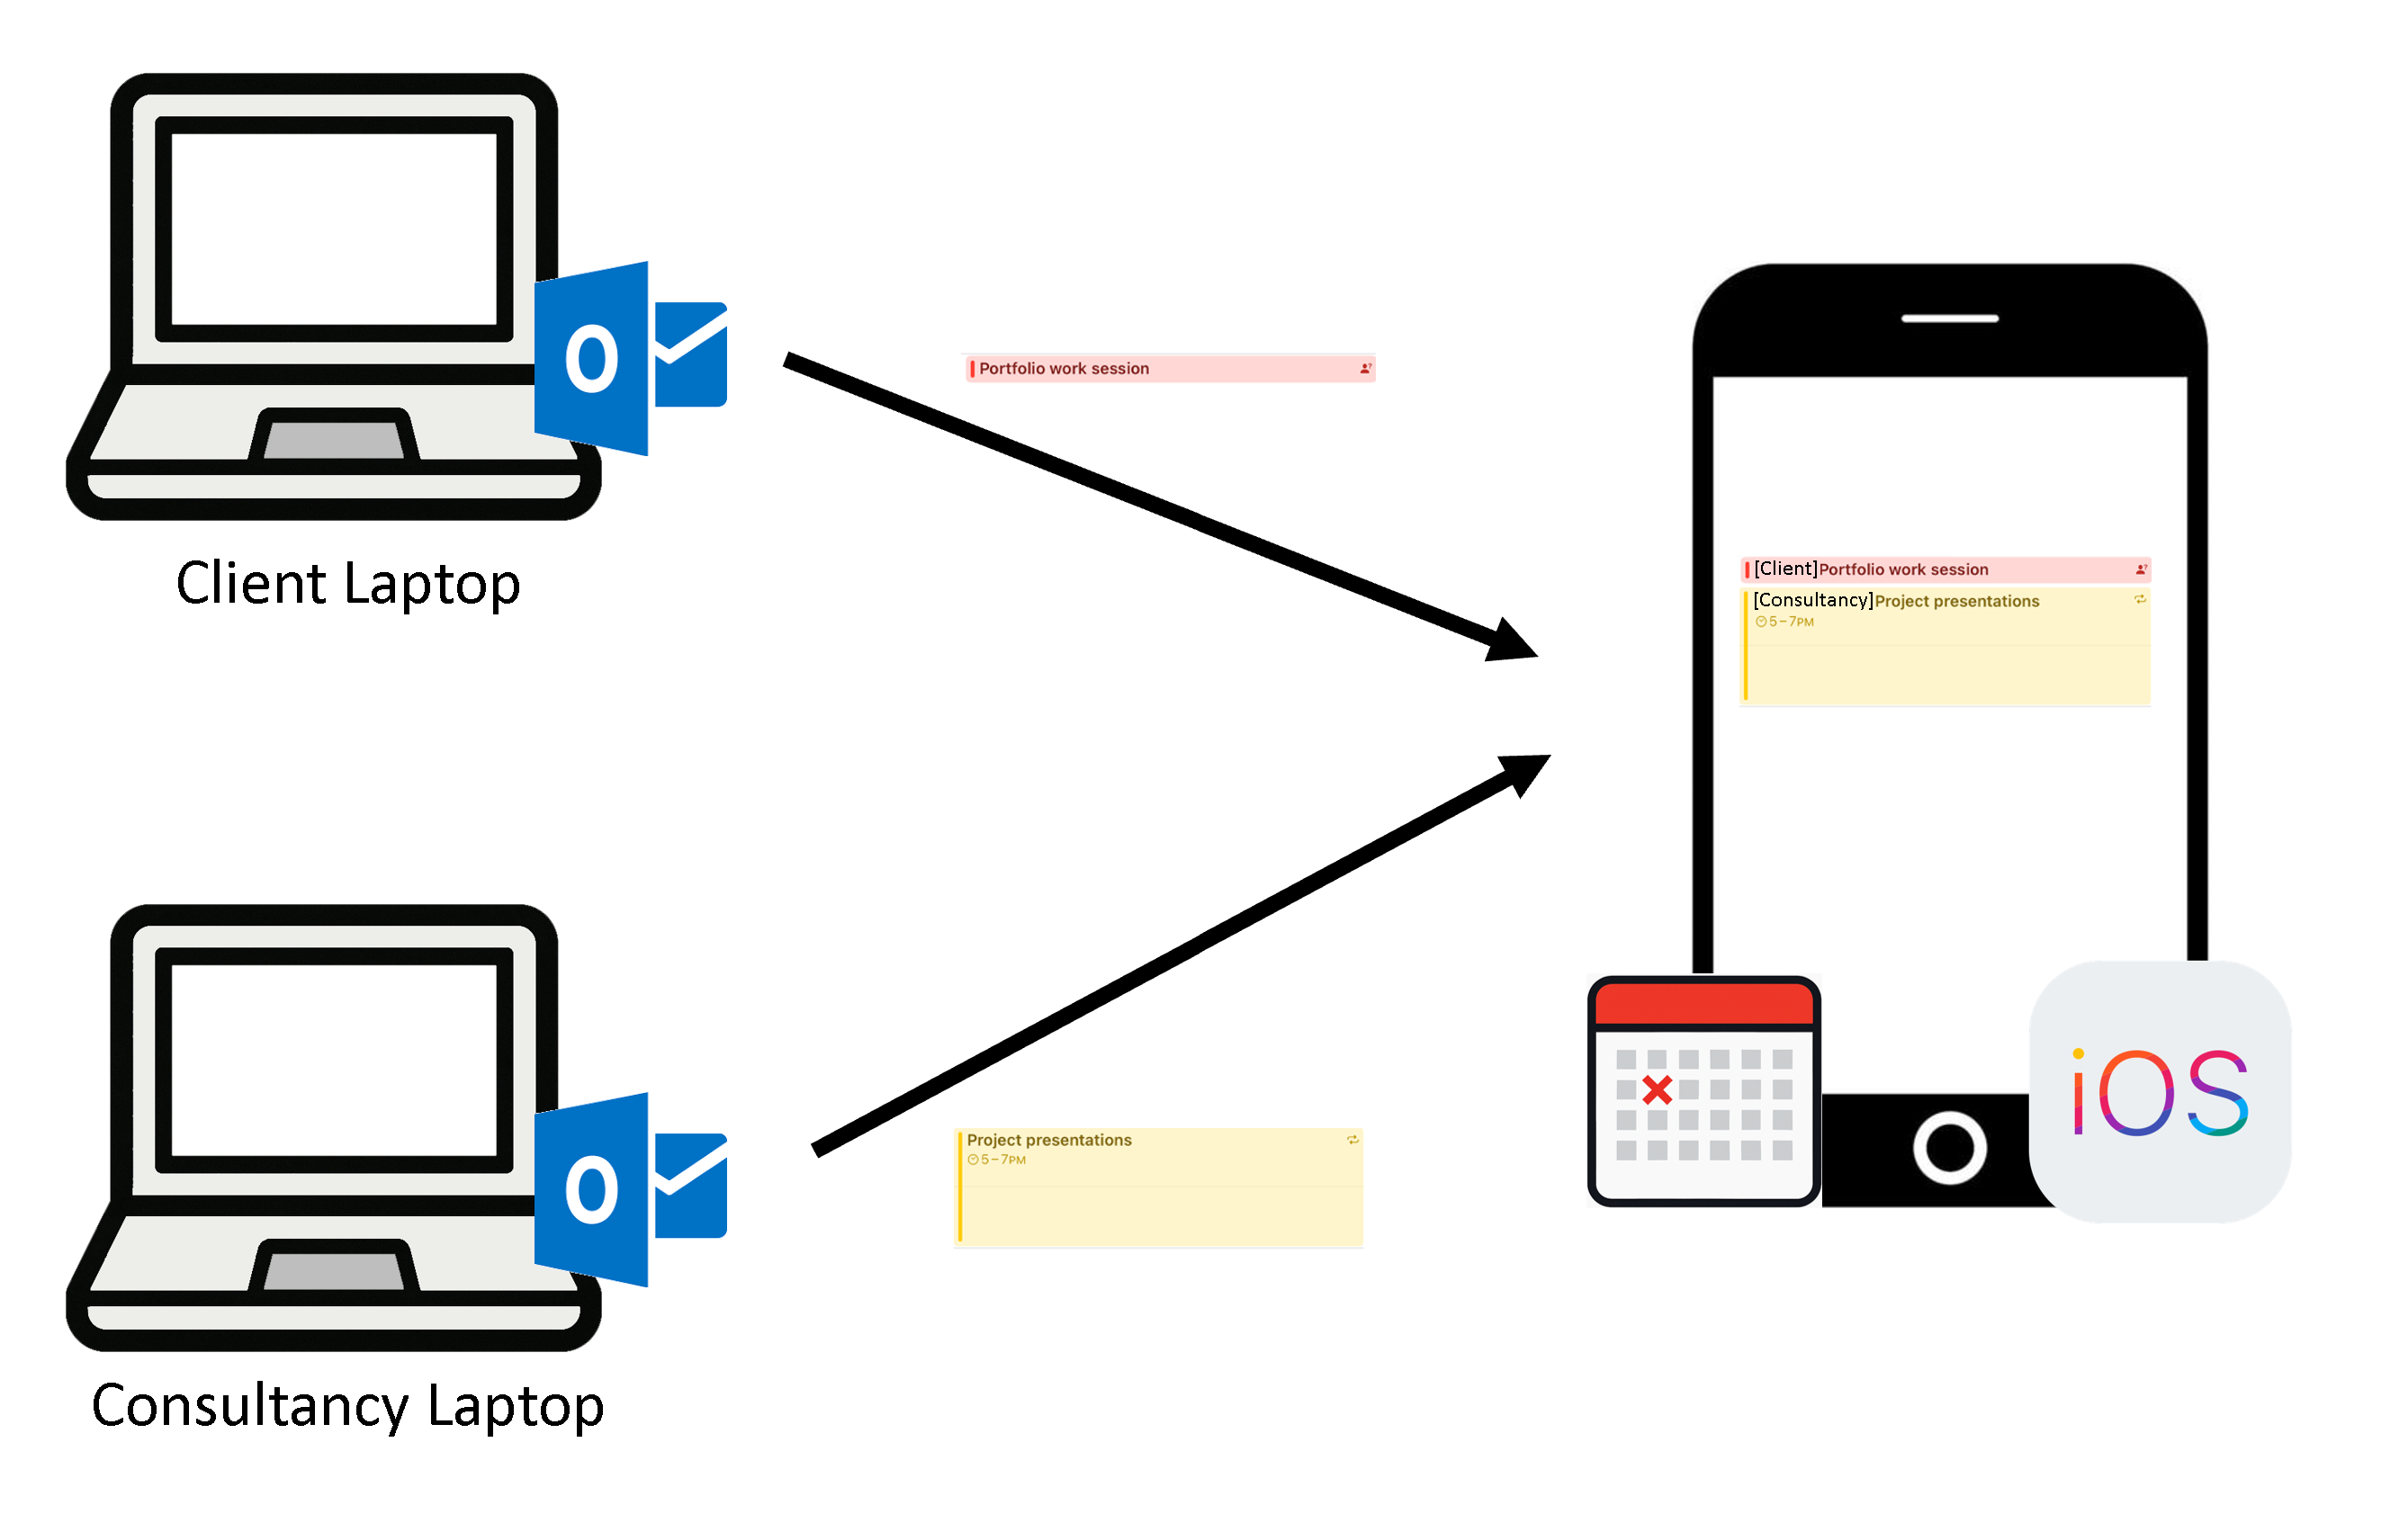 Portfolio work session
Client Laptop
[Client]Portfolio work session
[Consultancy]Project presentations
5–7PM
iOS
Project presentations
5–7PM
Consultancy Laptop